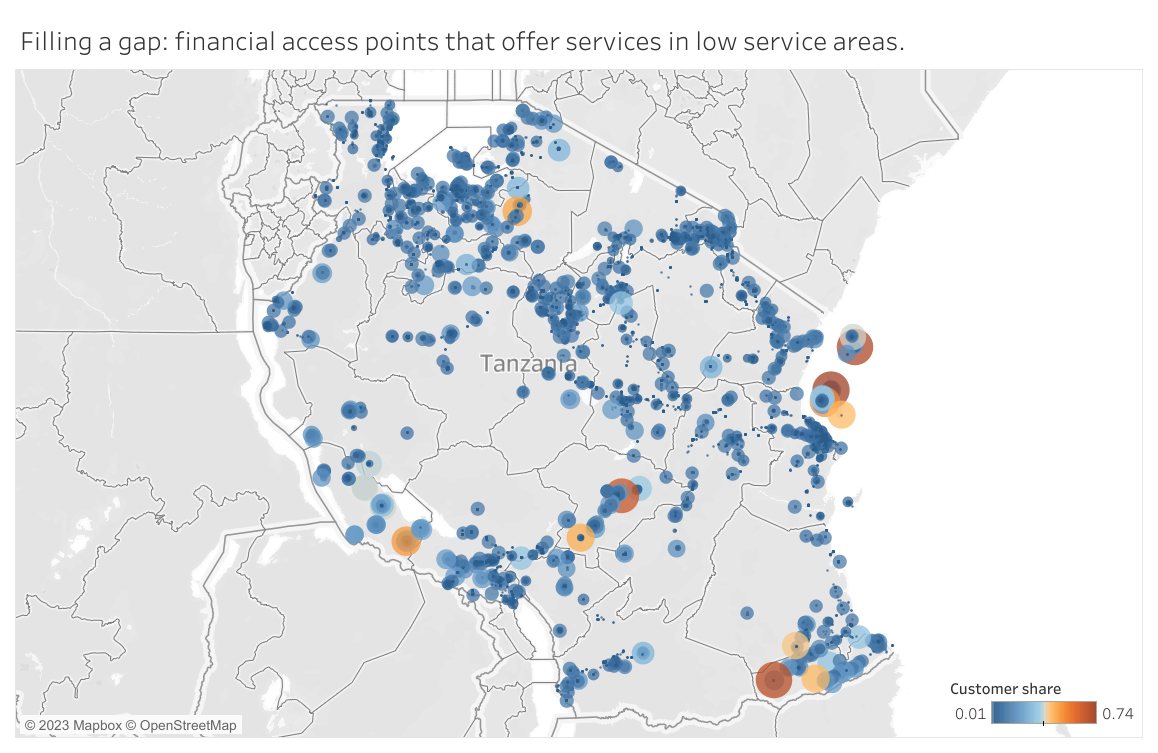 Filling a gap: financial access points that offer services in low service areas.
Tanzania
Customer share
0.01 0.74
© 2023 Mapbox © OpenStreetMap